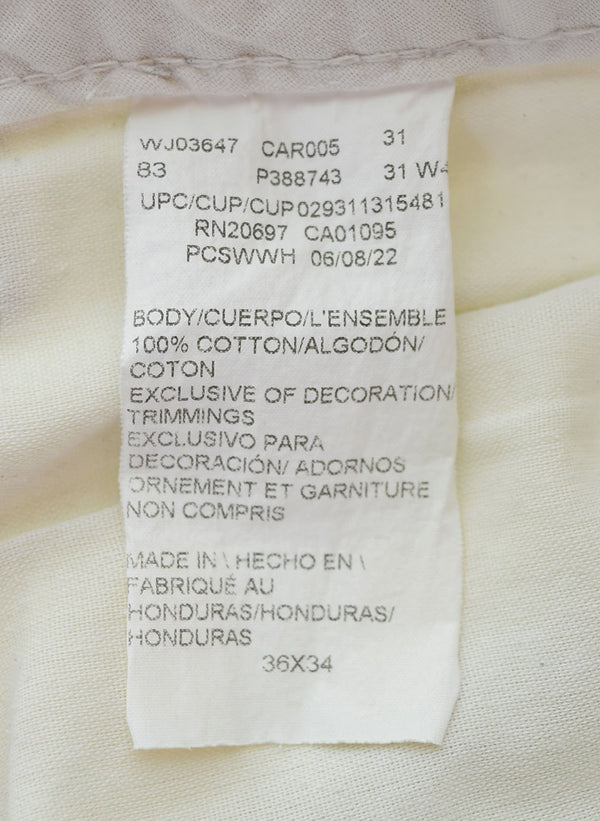 WJ03647 CAR005 31
83 P388743 31 W4
UPC/CUP/CUP029311315481
RN20697 CA01095
PCSWWH 06/08/22
BODY/CUERPO/L'ENSEMBLE
100% COTTON/ALGODÓN/
COTON
EXCLUSIVE OF DECORATION/
TRIMMINGS
EXCLUSIVO PARA
DECORACIÓN/ ADORNOS
ORNEMENT ET GARNITURE
NON COMPRIS
MADE IN \ HECHO EN \
FABRIQUÉ AU
HONDURAS/HONDURAS/
HONDURAS
36X34